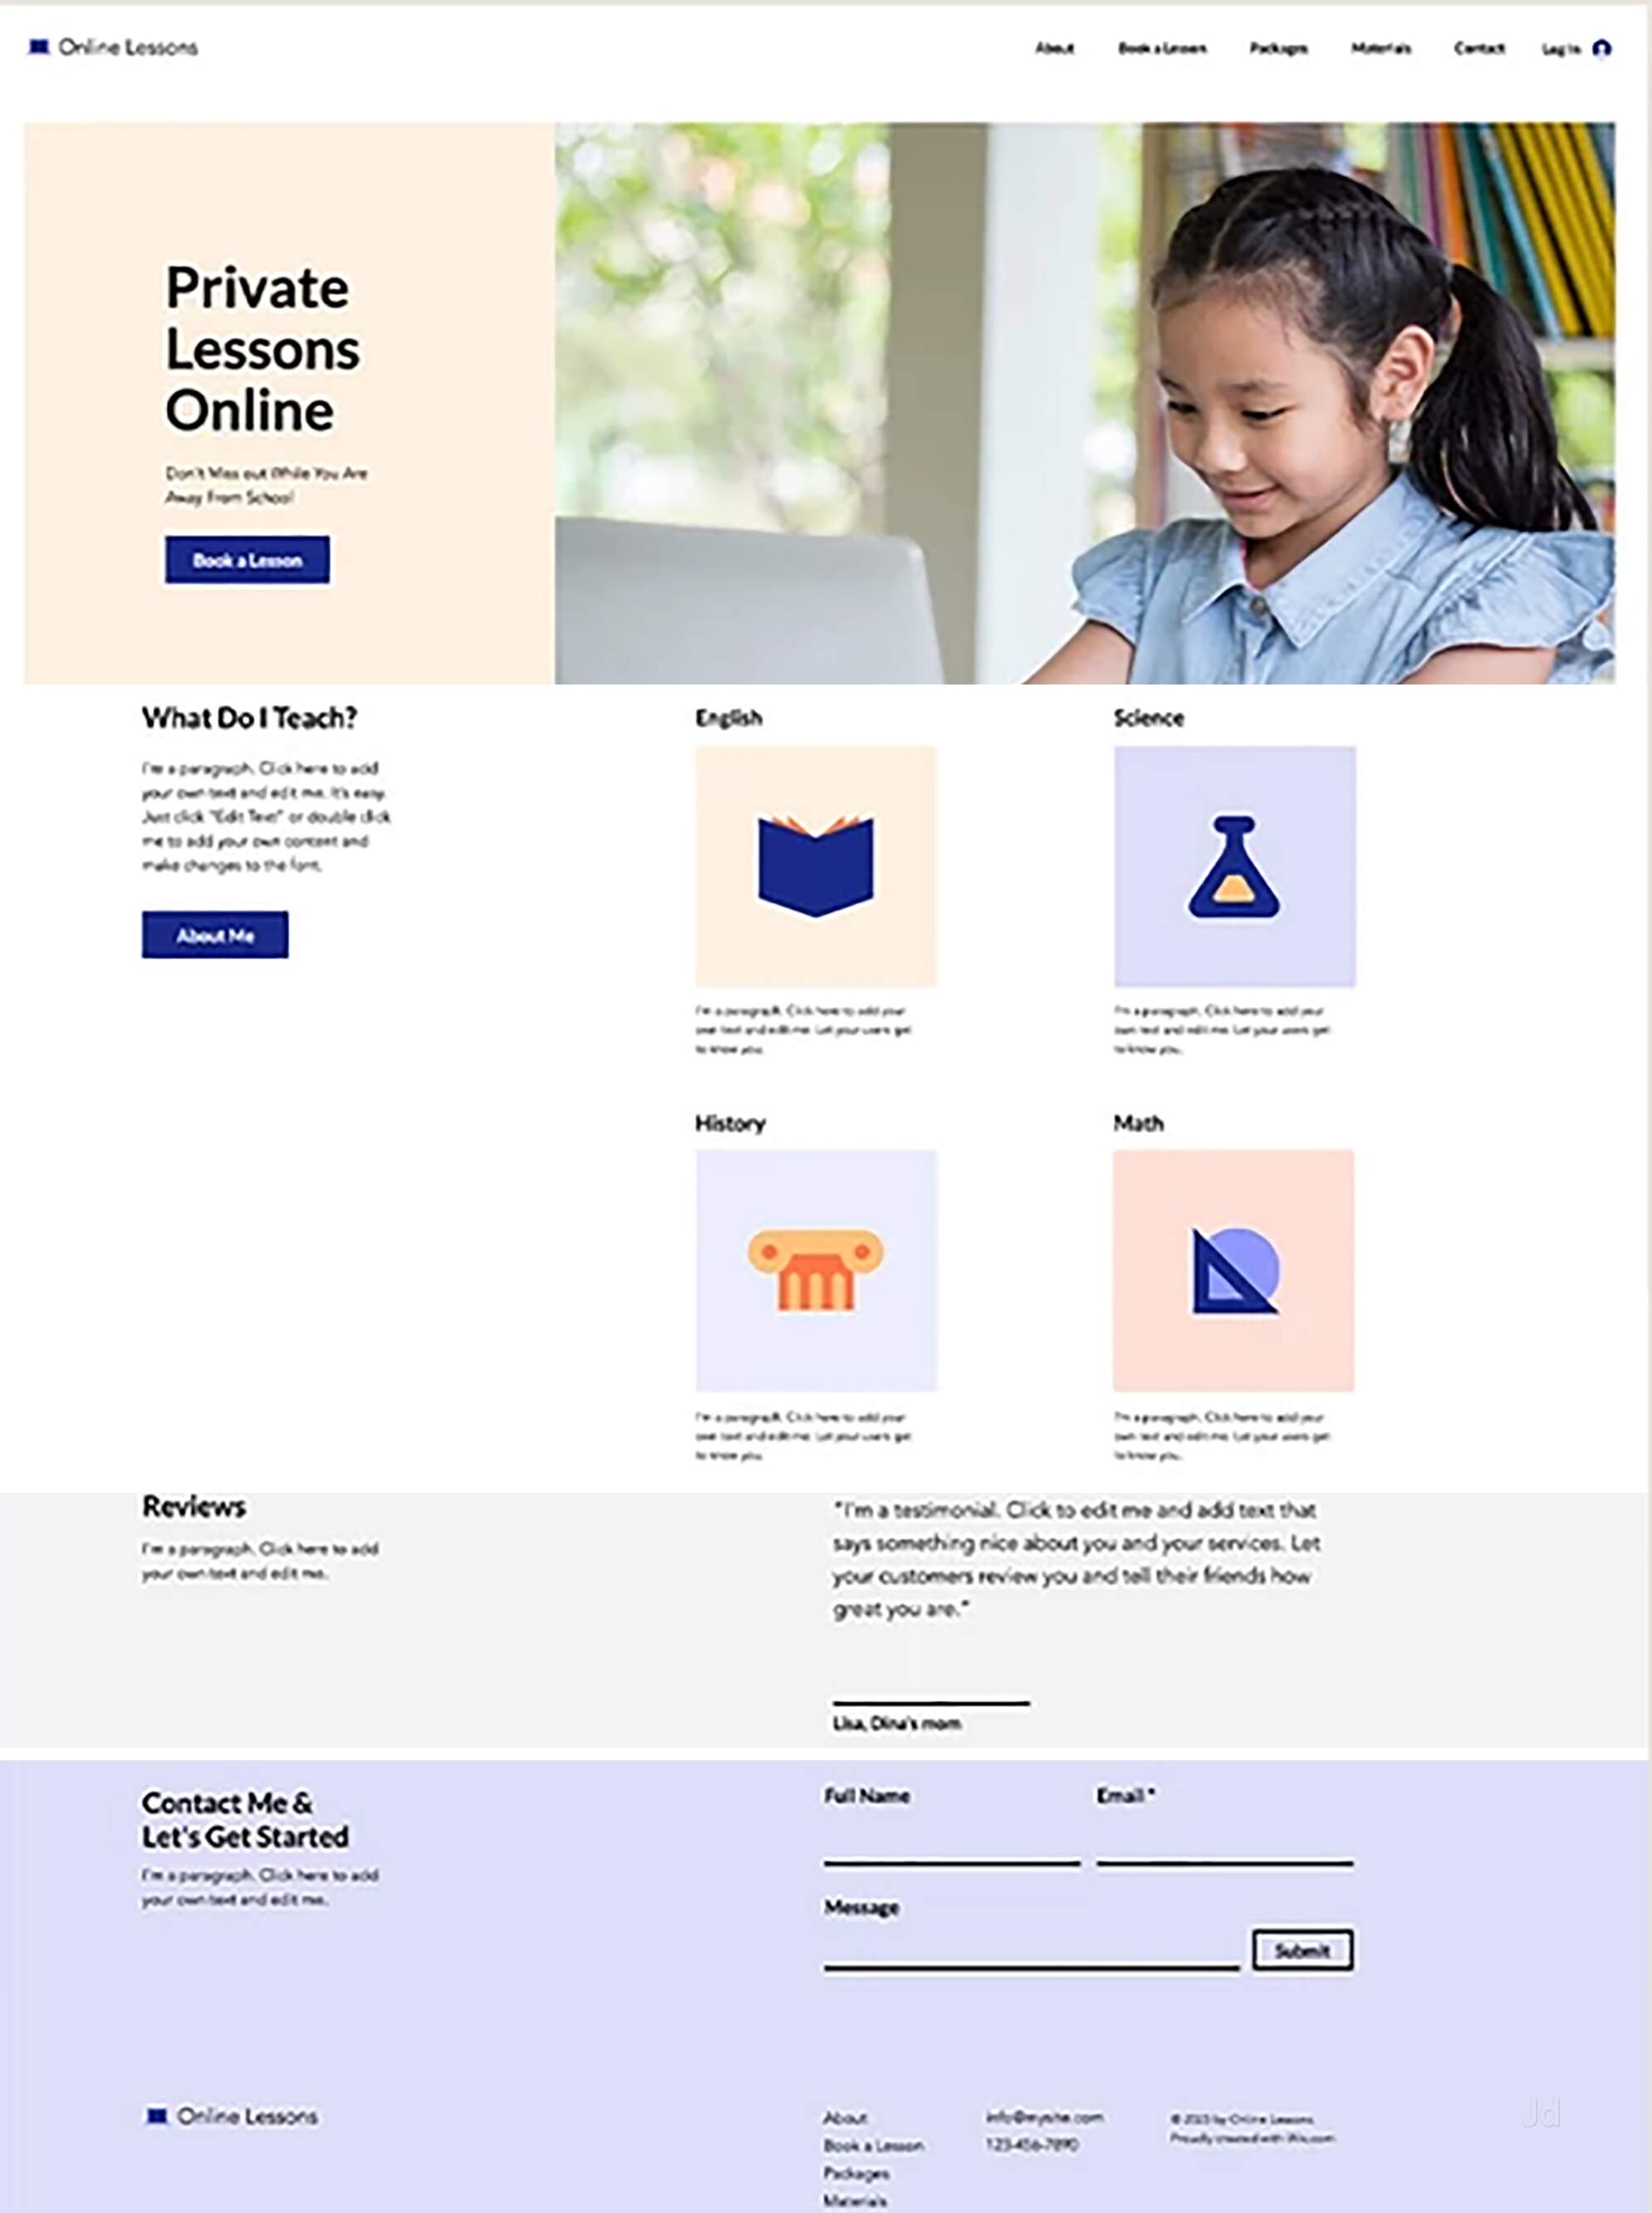 Online Lessons
About Book a Lesson Packages Materials Contact Log In
Private
Lessons
Online
Don't Miss out While You Are
Away From School
Book a Lesson
What Do I Teach?
I'm a paragraph. Click here to add
your own text and edit me. It's easy.
Just click "Edit Text" or double click
me to add your own content and
make changes to the font.
About Me
English
I'm a paragraph. Click here to add your
own text and edit me. Let your users get
to know you.
Science
I'm a paragraph. Click here to add your
own text and edit me. Let your users get
to know you.
History
I'm a paragraph. Click here to add your
own text and edit me. Let your users get
to know you.
Math
I'm a paragraph. Click here to add your
own text and edit me. Let your users get
to know you.
Reviews
I'm a paragraph. Click here to add
your own text and edit me.
"I'm a testimonial. Click to edit me and add text that
says something nice about you and your services. Let
your customers review you and tell their friends how
great you are."
Lisa, Dina's mom
Contact Me &
Let's Get Started
I'm a paragraph. Click here to add
your own text and edit me.
Full Name
Email *
Message
Submit
Online Lessons
About
Book a Lesson
Packages
Materials
info@mysite.com
123-456-7890
© by Online Lessons.
Proudly created with Wix.com
Jd